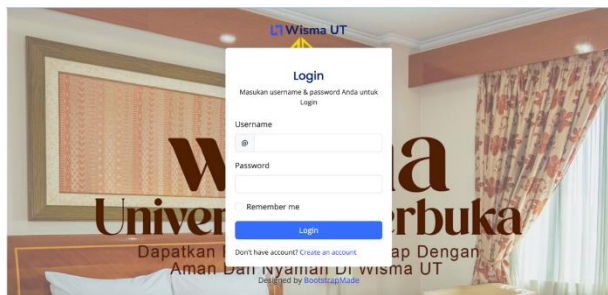 Wisma UT
Login
Masukan username & password Anda untuk
Login
Username
@
Password
Remember me
Login
Don't have account? Create an account
W a
Univer rbuka
Dapatkan ap Dengan
Aman Dan Nyaman Di Wisma UT
Designed by BootstrapMade